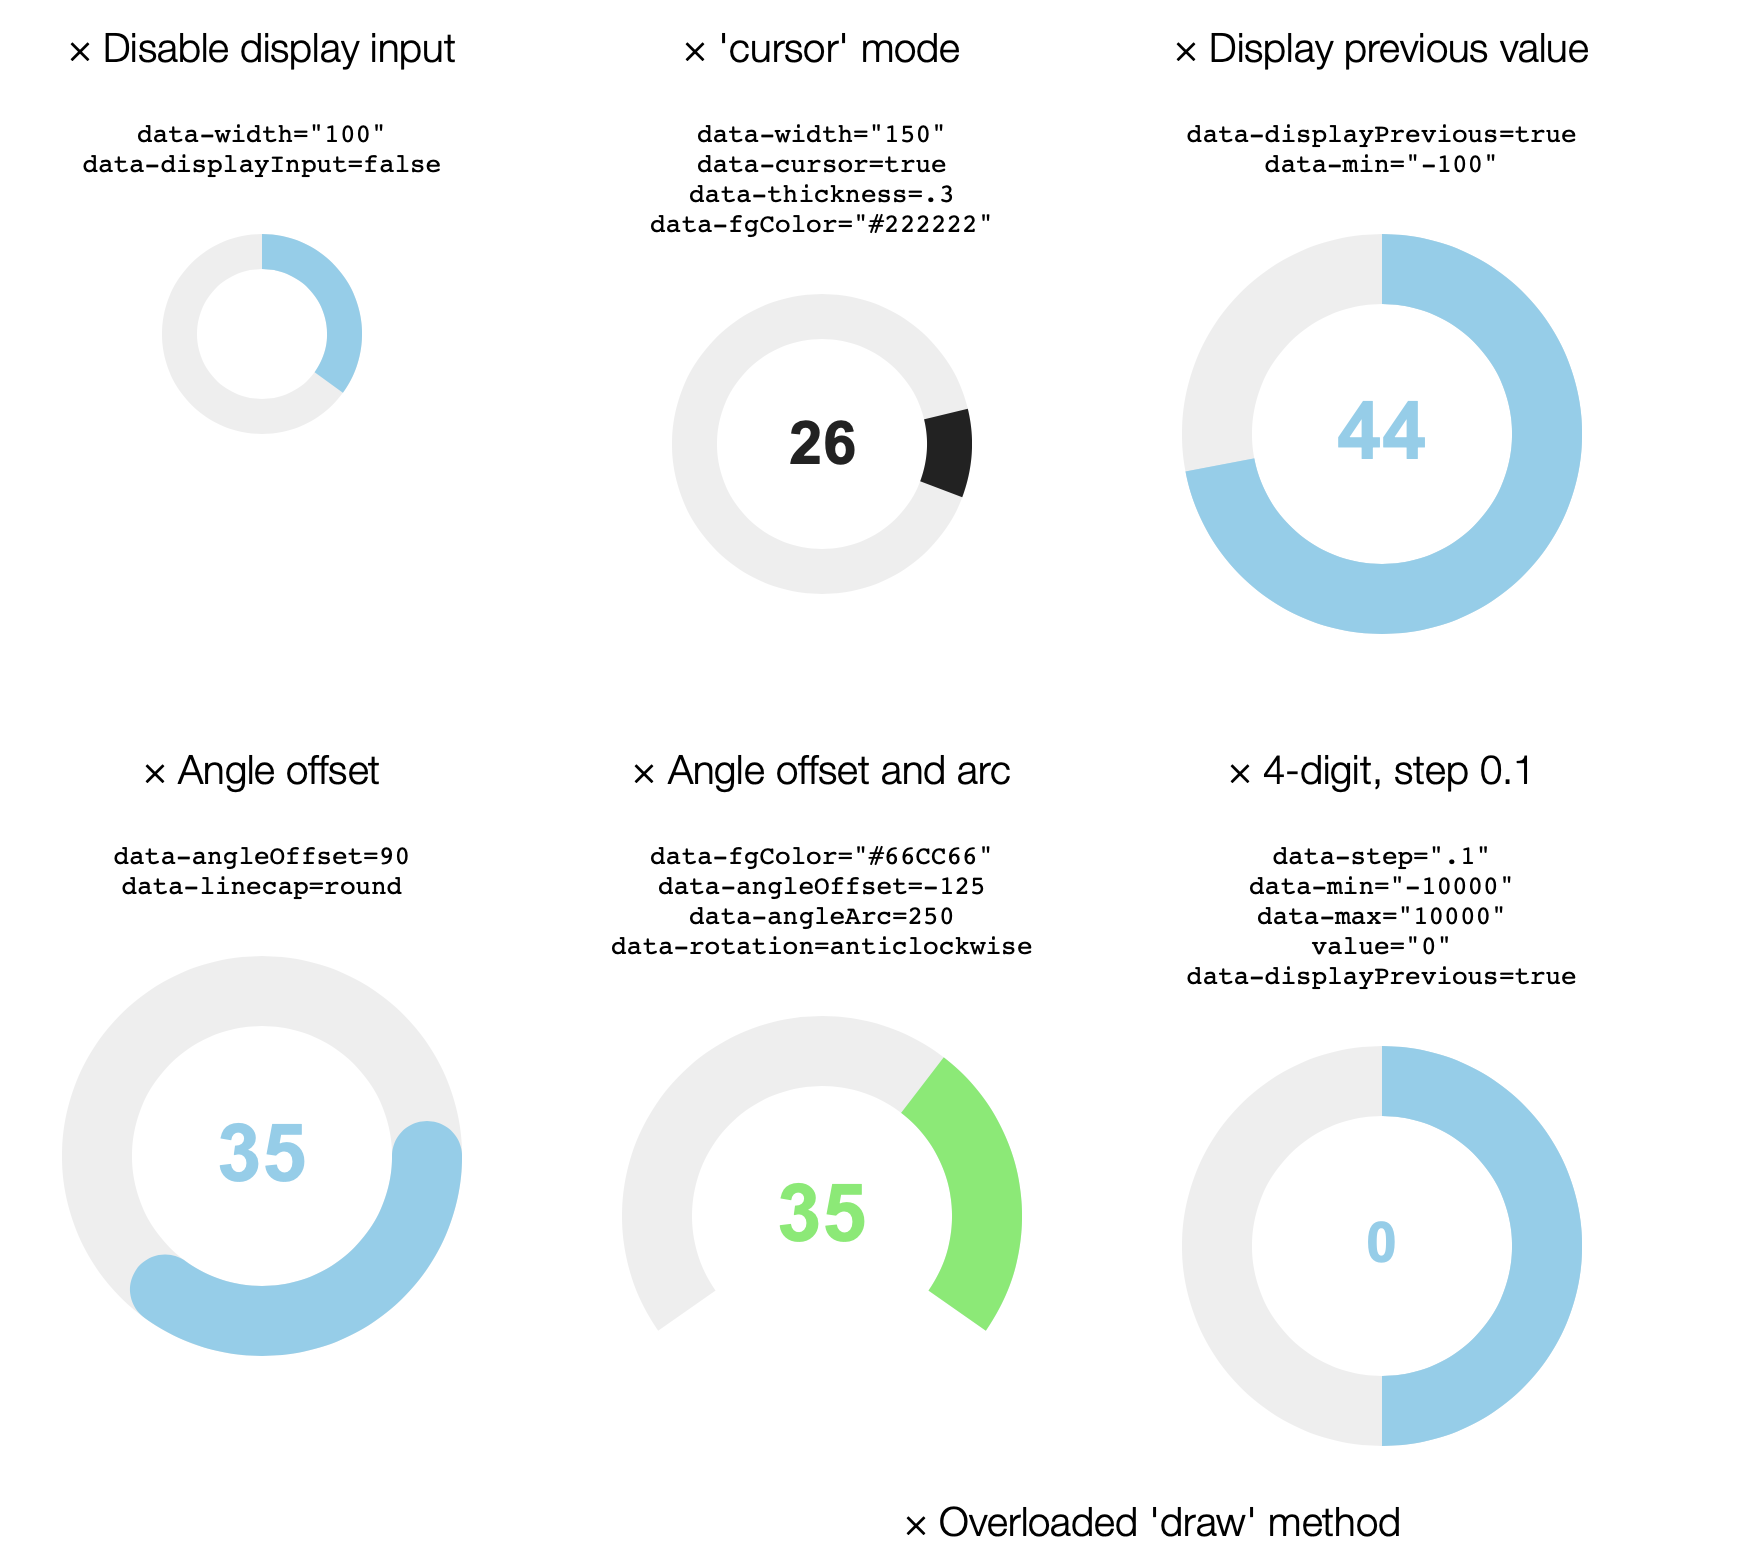 × Disable display input
data-width="100"
data-displayInput=false
× 'cursor' mode
data-width="150"
data-cursor=true
data-thickness=.3
data-fgColor="#222222"
26
× Display previous value
data-displayPrevious=true
data-min="-100"
44
× Angle offset
data-angleOffset=90
data-linecap=round
35
× Angle offset and arc
data-fgColor="#66CC66"
data-angleOffset=-125
data-angleArc=250
data-rotation=anticlockwise
35
× 4-digit, step 0.1
data-step=".1"
data-min="-10000"
data-max="10000"
value="0"
data-displayPrevious=true
0
× Overloaded 'draw' method